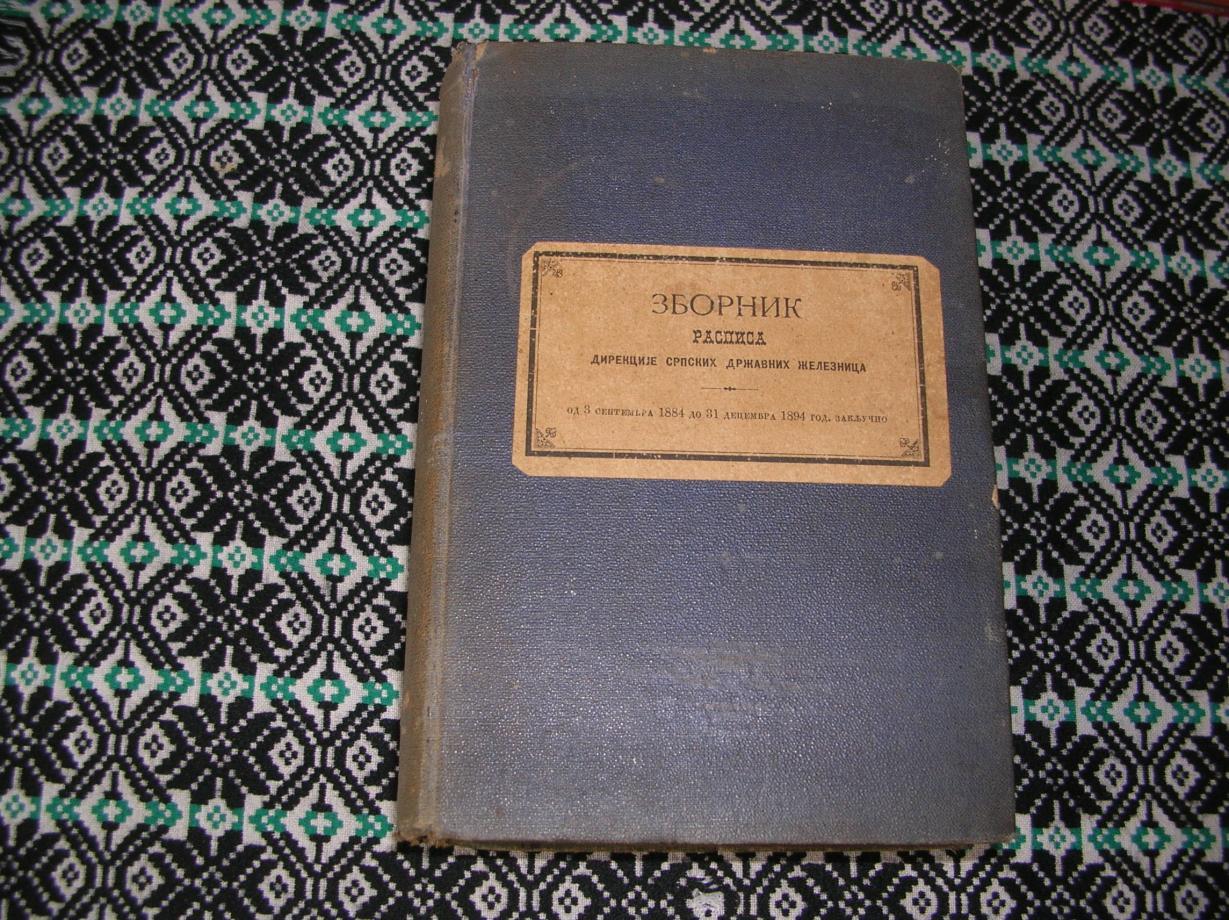 ЗБОРНИК
РАСПИСА
ДИРЕКЦИЈЕ СРПСКИХ ДРЖАВНИХ ЖЕЛЕЗНИЦА
ОД 3 СЕПТЕМБРА 1884 ДО 31 ДЕЦЕМБРА 1894 ГОД. ЗАКЉУЧНО